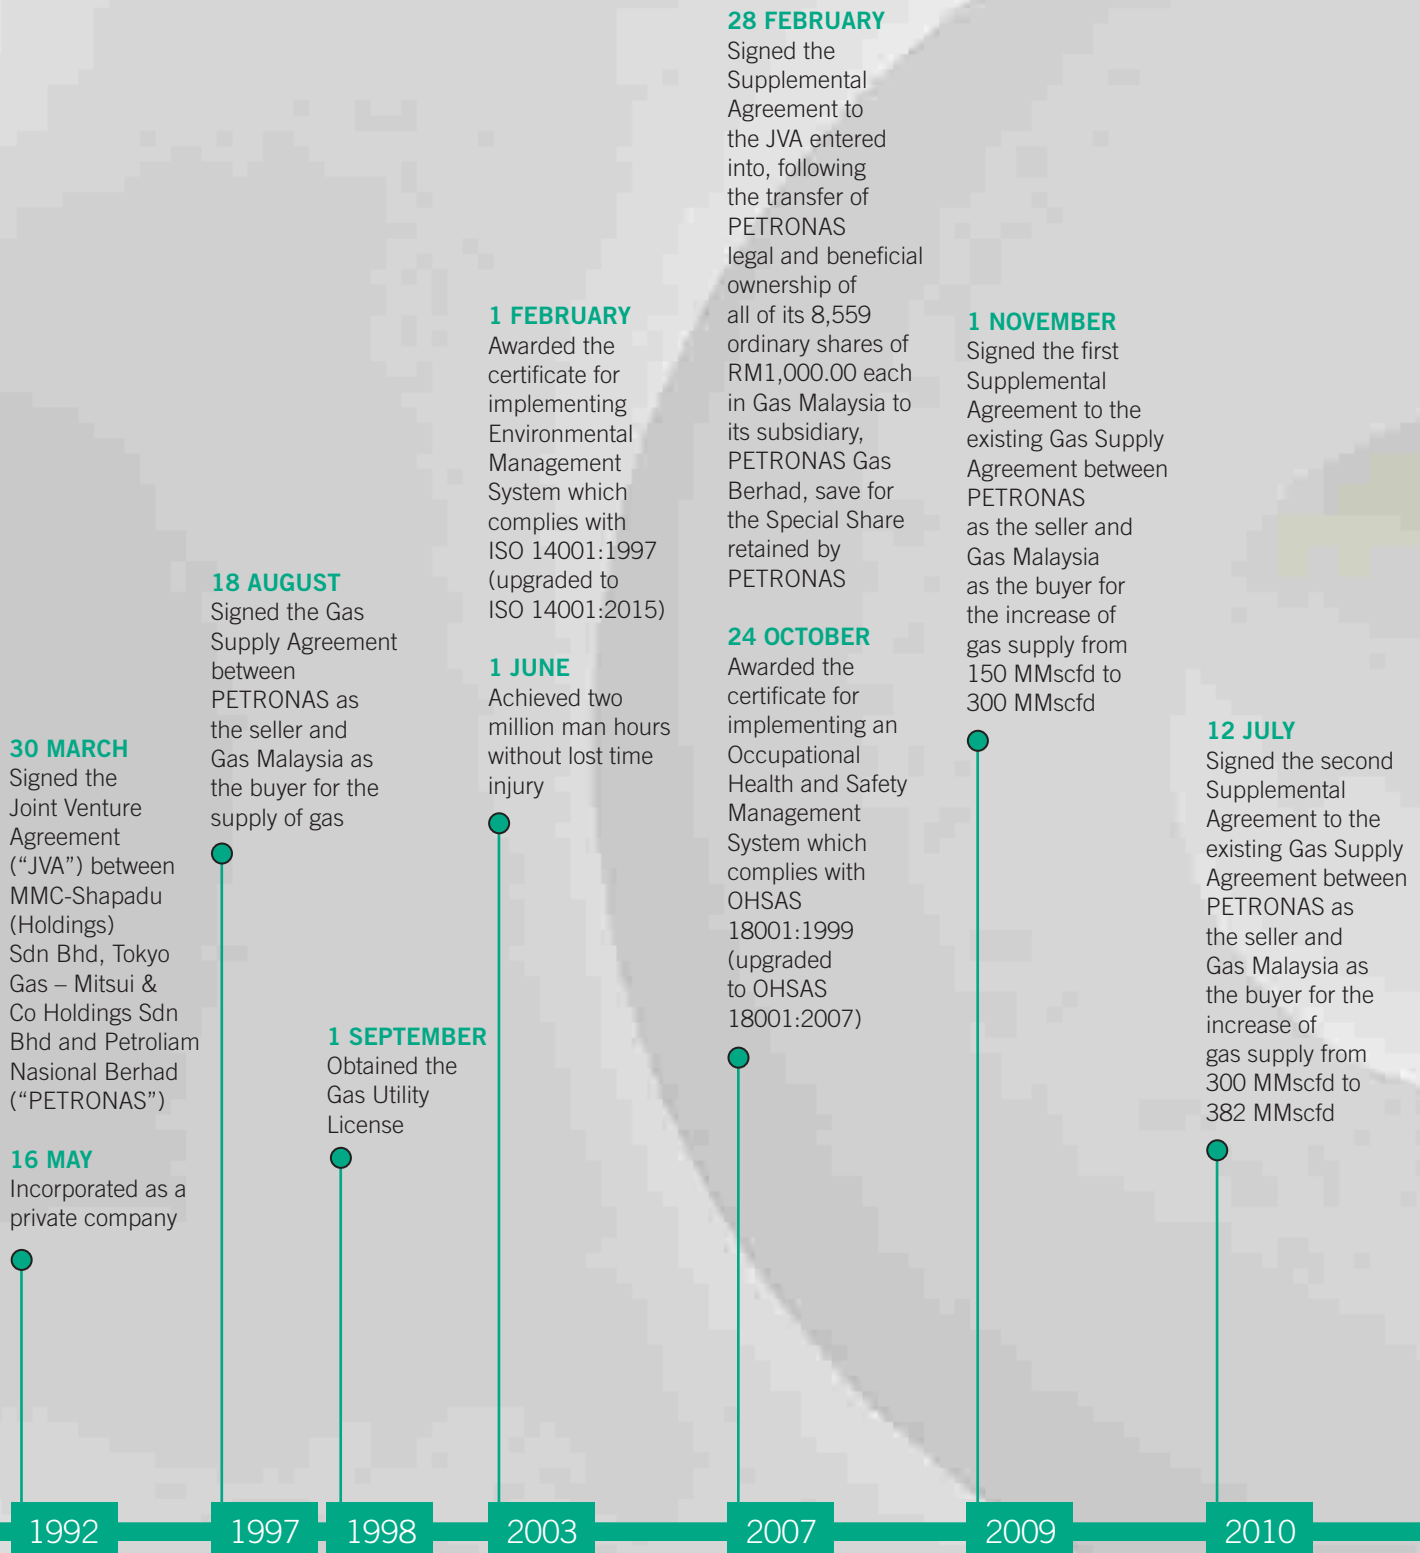 30 MARCH
Signed the
Joint Venture
Agreement
(“JVA”) between
MMC-Shapadu
(Holdings)
Sdn Bhd, Tokyo
Gas – Mitsui &
Co Holdings Sdn
Bhd and Petroliam
Nasional Berhad
(“PETRONAS”)
16 MAY
Incorporated as a
private company
1992
18 AUGUST
Signed the Gas
Supply Agreement
between
PETRONAS as
the seller and
Gas Malaysia as
the buyer for the
supply of gas
1997
1 SEPTEMBER
Obtained the
Gas Utility
License
1998
1 FEBRUARY
Awarded the
certificate for
implementing
Environmental
Management
System which
complies with
ISO 14001:1997
(upgraded to
ISO 14001:2015)
1 JUNE
Achieved two
million man hours
without lost time
injury
2003
28 FEBRUARY
Signed the
Supplemental
Agreement to
the JVA entered
into, following
the transfer of
PETRONAS
legal and beneficial
ownership of
all of its 8,559
ordinary shares of
RM1,000.00 each
in Gas Malaysia to
its subsidiary,
PETRONAS Gas
Berhad, save for
the Special Share
retained by
PETRONAS
24 OCTOBER
Awarded the
certificate for
implementing an
Occupational
Health and Safety
Management
System which
complies with
OHSAS
18001:1999
(upgraded
to OHSAS
18001:2007)
2007
1 NOVEMBER
Signed the first
Supplemental
Agreement to the
existing Gas Supply
Agreement between
PETRONAS
as the seller and
Gas Malaysia
as the buyer for
the increase of
gas supply from
150 MMscfd to
300 MMscfd
2009
12 JULY
Signed the second
Supplemental
Agreement to the
existing Gas Supply
Agreement between
PETRONAS as
the seller and
Gas Malaysia as
the buyer for the
increase of
gas supply from
300 MMscfd to
382 MMscfd
2010